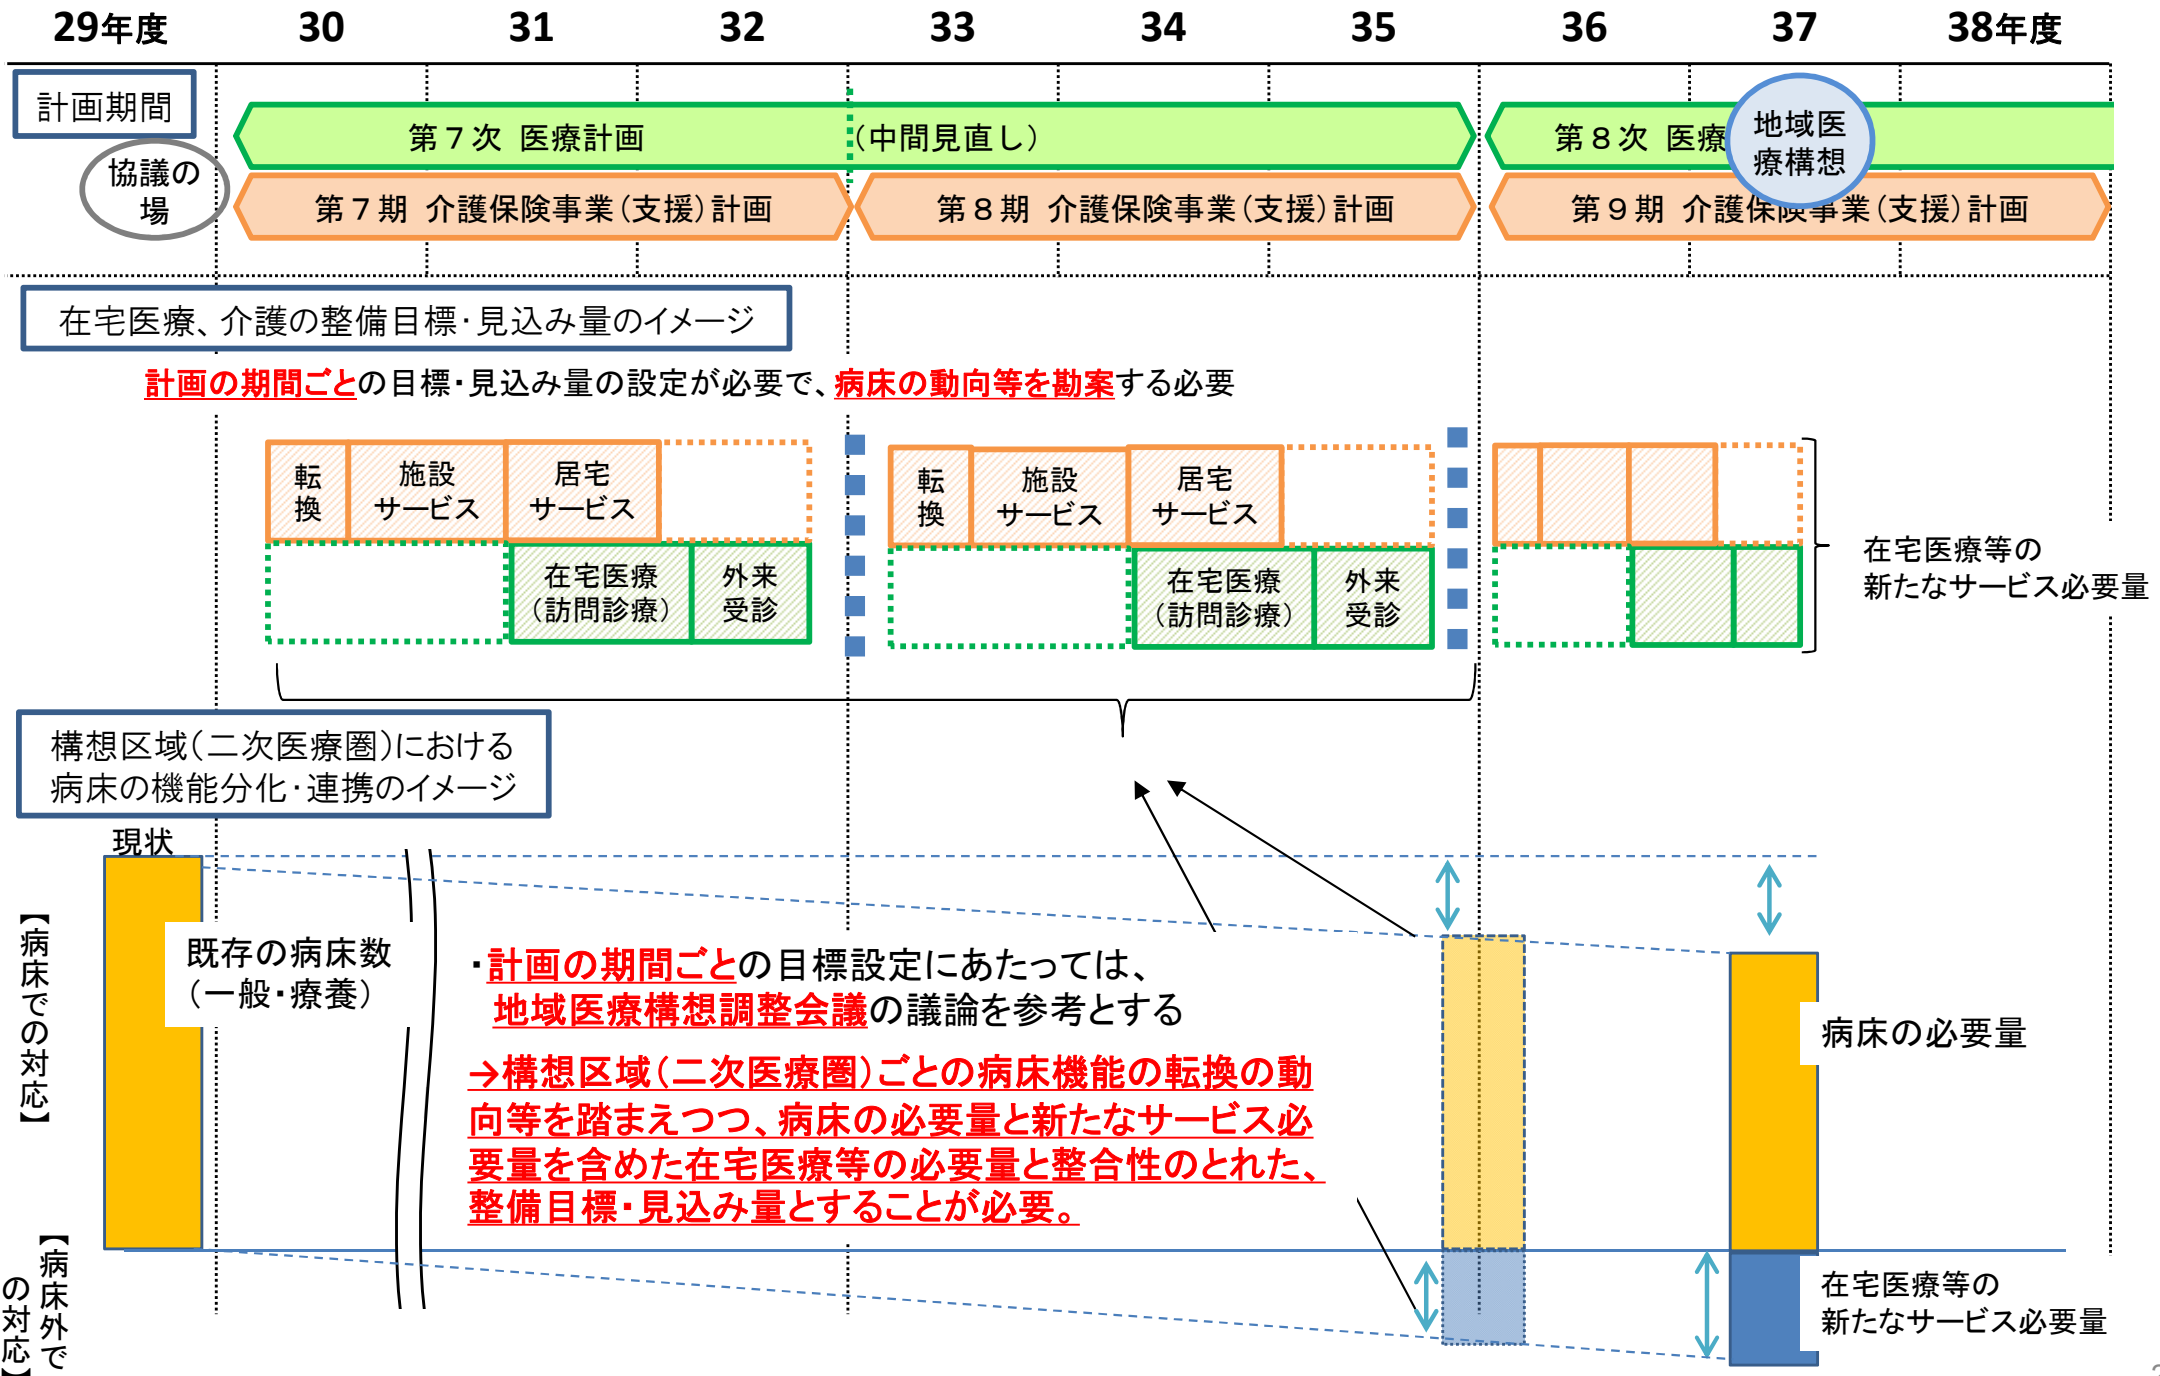 29年度 30 31 32 33 34 35 36 37 38年度
計画期間
協議の
場
第７次 医療計画 （中間見直し）
第８次 医療
地域医
療構想
第７期 介護保険事業（支援）計画
第８期 介護保険事業（支援）計画
第９期 介護保険事業（支援）計画
在宅医療、介護の整備目標・見込み量のイメージ
計画の期間ごとの目標・見込み量の設定が必要で、病床の動向等を勘案する必要
転
換
施設
サービス
居宅
サービス
在宅医療
（訪問診療）
外来
受診
転
換
施設
サービス
居宅
サービス
在宅医療
（訪問診療）
外来
受診
在宅医療等の
新たなサービス必要量
構想区域（二次医療圏）における
病床の機能分化・連携のイメージ
現状
【病床での対応】
既存の病床数
（一般・療養）
・計画の期間ごとの目標設定にあたっては、
地域医療構想調整会議の議論を参考とする
→構想区域（二次医療圏）ごとの病床機能の転換の動
向等を踏まえつつ、病床の必要量と新たなサービス必
要量を含めた在宅医療等の必要量と整合性のとれた、
整備目標・見込み量とすることが必要。
病床の必要量
【病床外で
の対応】
在宅医療等の
新たなサービス必要量